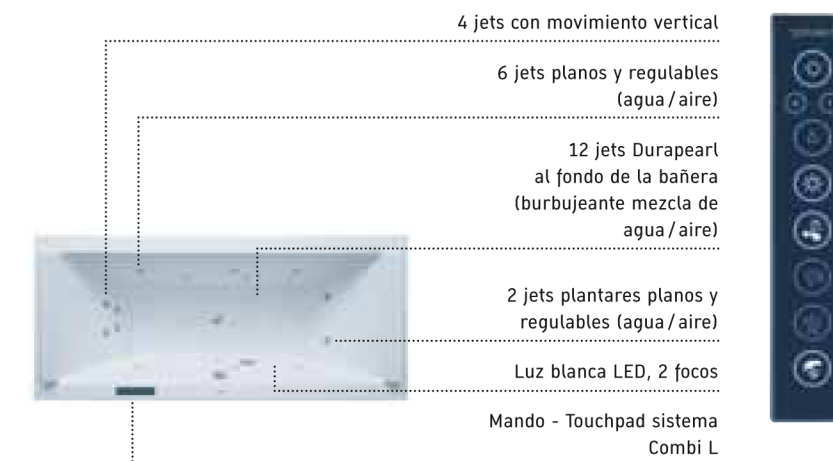 4 jets con movimiento vertical
6 jets planos y regulables
(agua / aire)
12 jets Durapearl
al fondo de la bañera
(burbujeante mezcla de
agua / aire)
2 jets plantares planos y
regulables (agua / aire)
Luz blanca LED, 2 focos
Mando - Touchpad sistema
Combi L